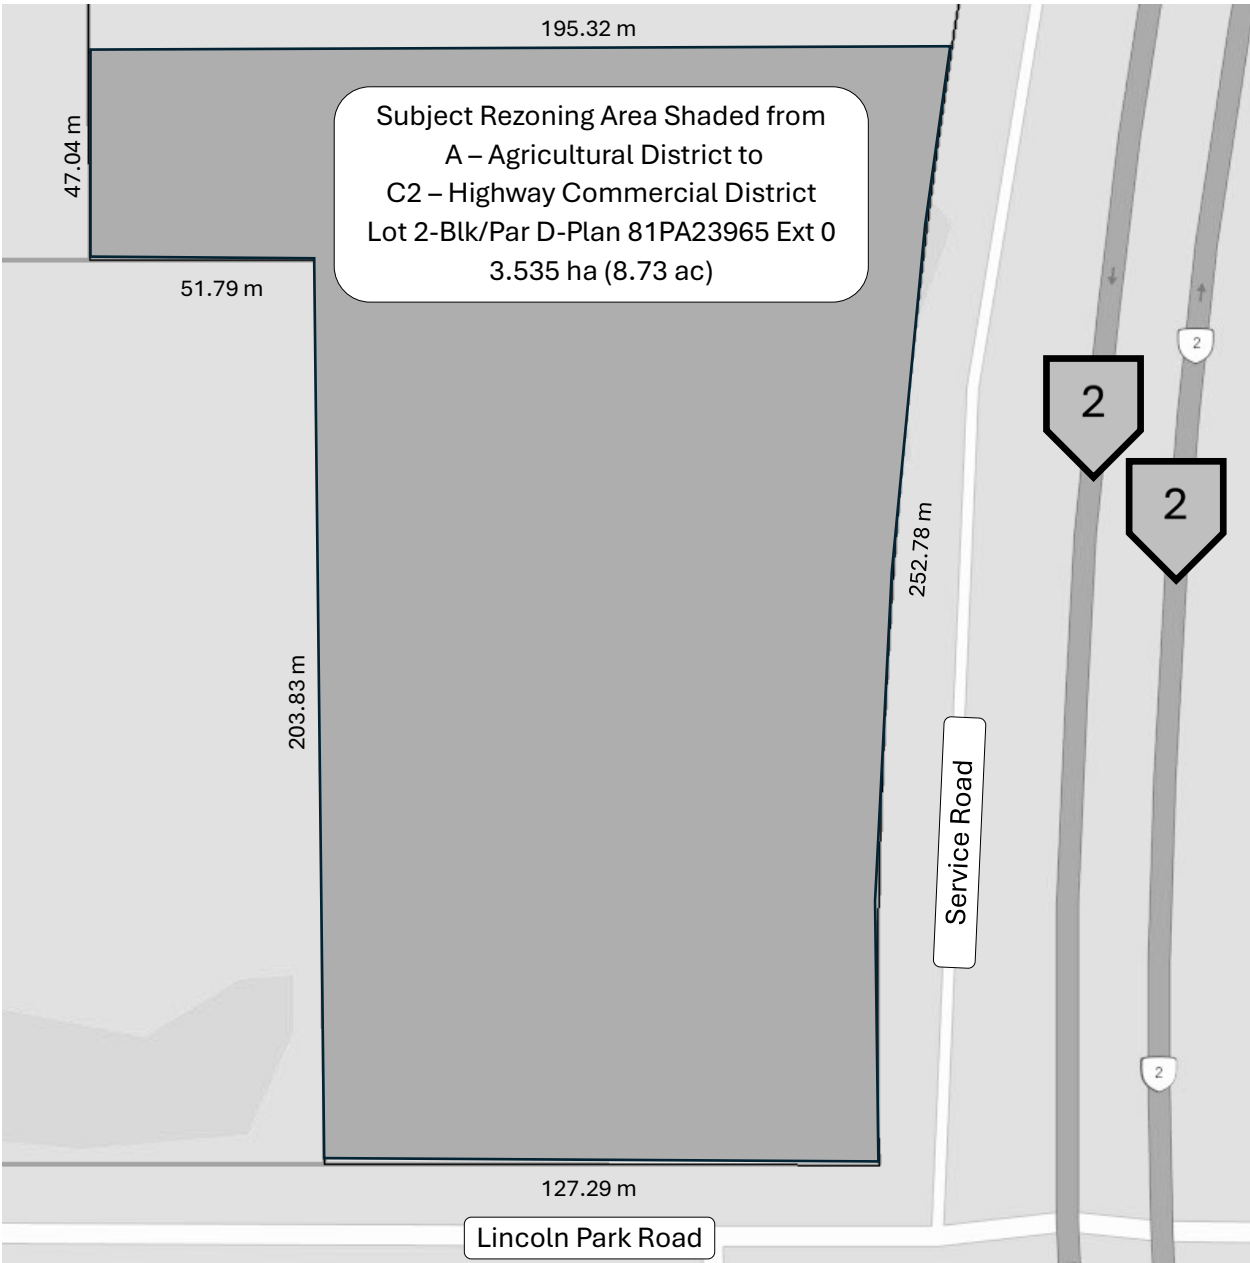 195.32 m
47.04 m
Subject Rezoning Area Shaded from
A – Agricultural District to
C2 – Highway Commercial District
Lot 2-Blk/Par D-Plan 81PA23965 Ext 0
3.535 ha (8.73 ac)
51.79 m
2
2
2
252.78 m
203.83 m
Service Road
2
127.29 m
Lincoln Park Road